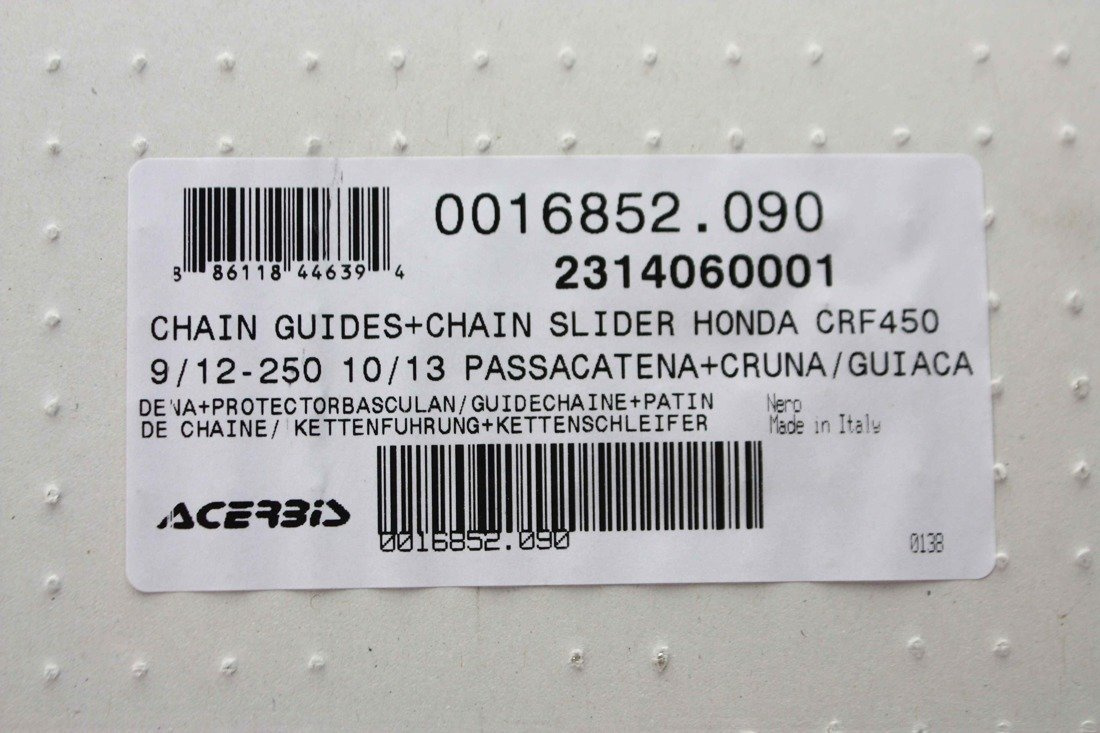 0016852.090
8 86118 44639 4
2314060001
CHAIN GUIDES+CHAIN SLIDER HONDA CRF450
9/12-250 10/13 PASSACATENA+CRUNA/GUIACA
DENA+PROTECTORBASCULAN/GUIDECHAINE+PATIN
DE CHAINE/ KETTENFUHRUNG+KETTENSCHLEIFER
Nero
Made in Italy
ACERBIS
0016852.090
0138